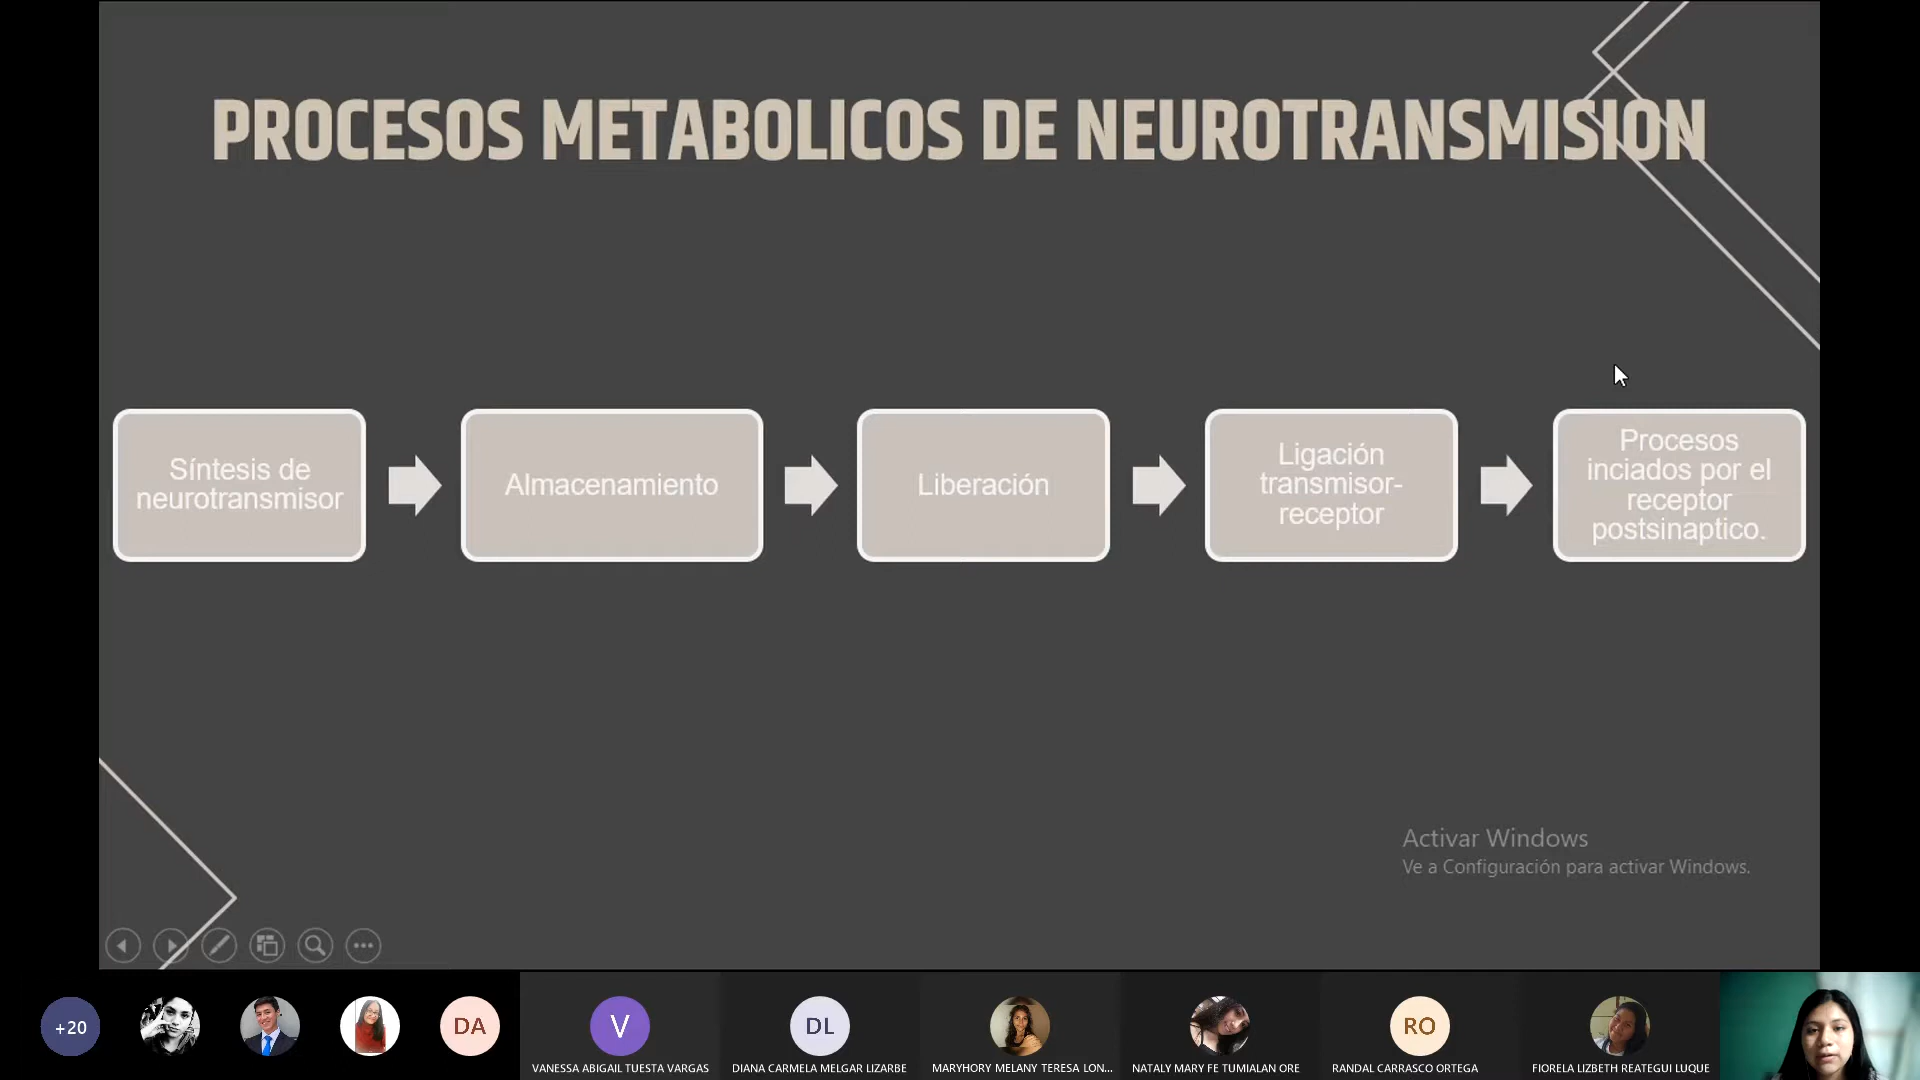 PROCESOS METABOLICOS DE NEUROTRANSMISION
Síntesis de
neurotransmisor
Almacenamiento
Liberación
Ligación
transmisor-
receptor
Procesos
inciados por el
receptor
postsinaptico.
Activar Windows
Ve a Configuración para activar Windows.
+20
DA
V
VANESSA ABIGAIL TUESTA VARGAS
DL
DIANA CARMELA MELGAR LIZARBE
MARYHORY MELANY TERESA LON...
NATALY MARY FE TUMIALAN ORE
RO
RANDAL CARRASCO ORTEGA
FIORELA LIZBETH REATEGUI LUQUE